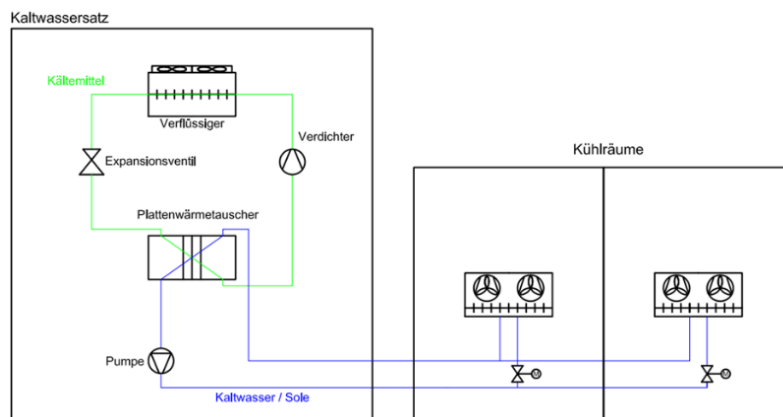 Kaltwassersatz
Kältemittel
Verflüssiger
Verdichter
Expansionsventil
Kühlräume
Plattenwärmetauscher
M
M
Pumpe
Kaltwasser / Sole